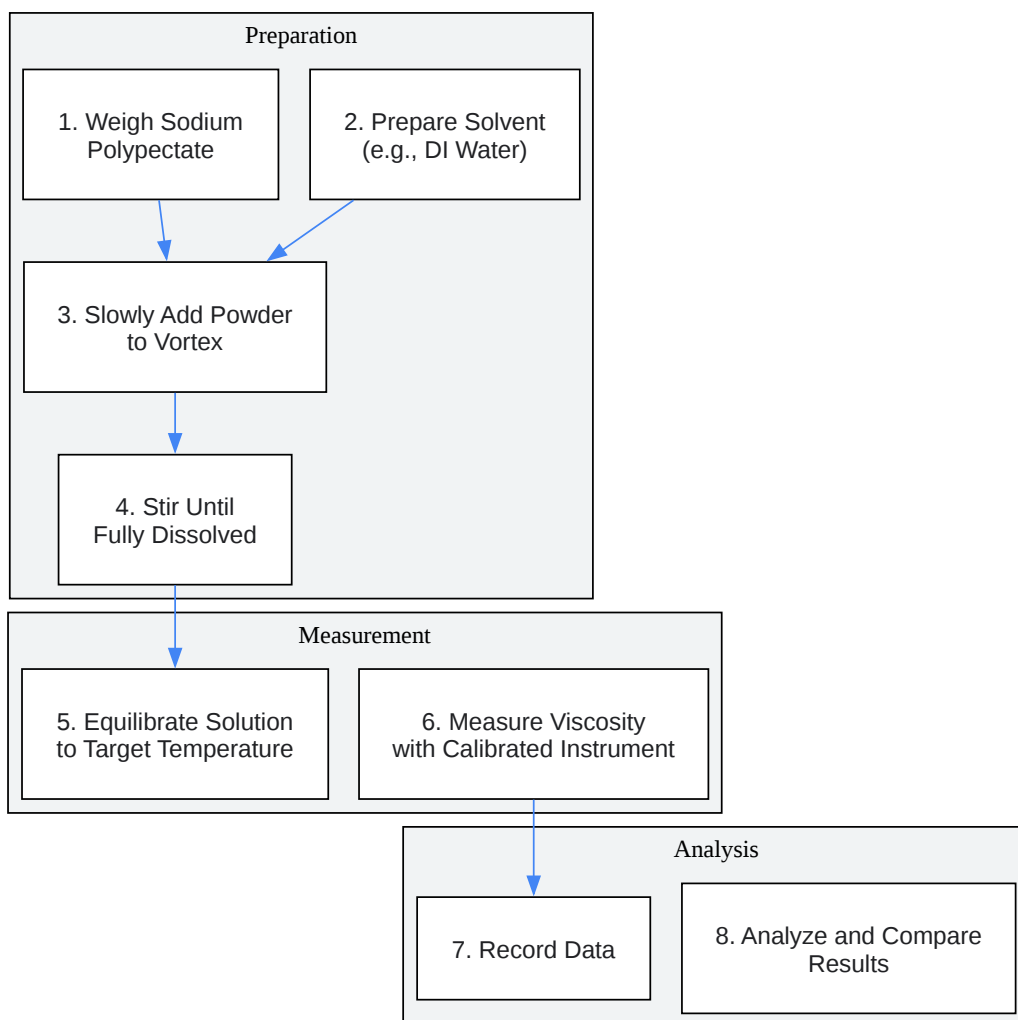 Preparation
1. Weigh Sodium
Polypectate
2. Prepare Solvent
(e.g., DI Water)
3. Slowly Add Powder
to Vortex
4. Stir Until
Fully Dissolved
Measurement
5. Equilibrate Solution
to Target Temperature
6. Measure Viscosity
with Calibrated Instrument
Analysis
7. Record Data
8. Analyze and Compare
Results